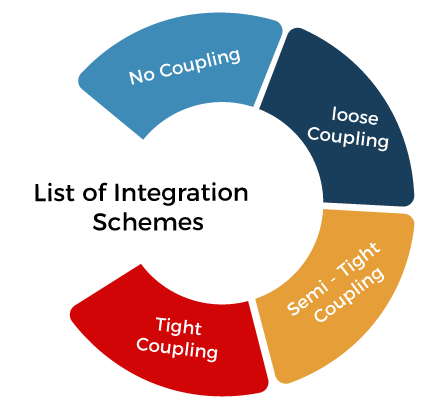 No Coupling
loose
Coupling
List of Integration
Schemes
Semi - Tight
Coupling
Tight
Coupling